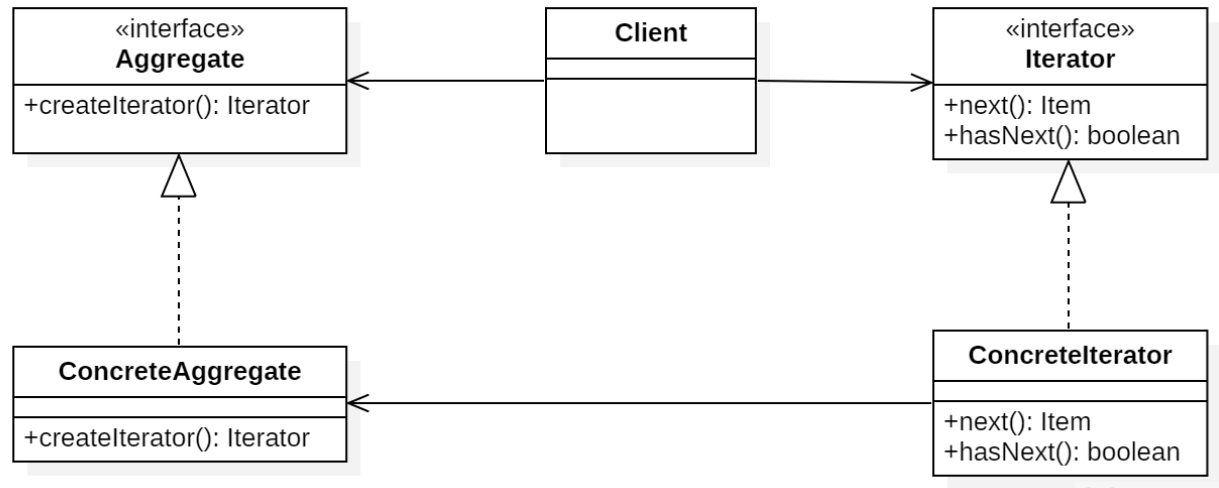 «interface»
Aggregate
+createIterator(): Iterator
Client
«interface»
Iterator
+next(): Item
+hasNext(): boolean
ConcreteAggregate
+createIterator(): Iterator
ConcreteIterator
+next(): Item
+hasNext(): boolean